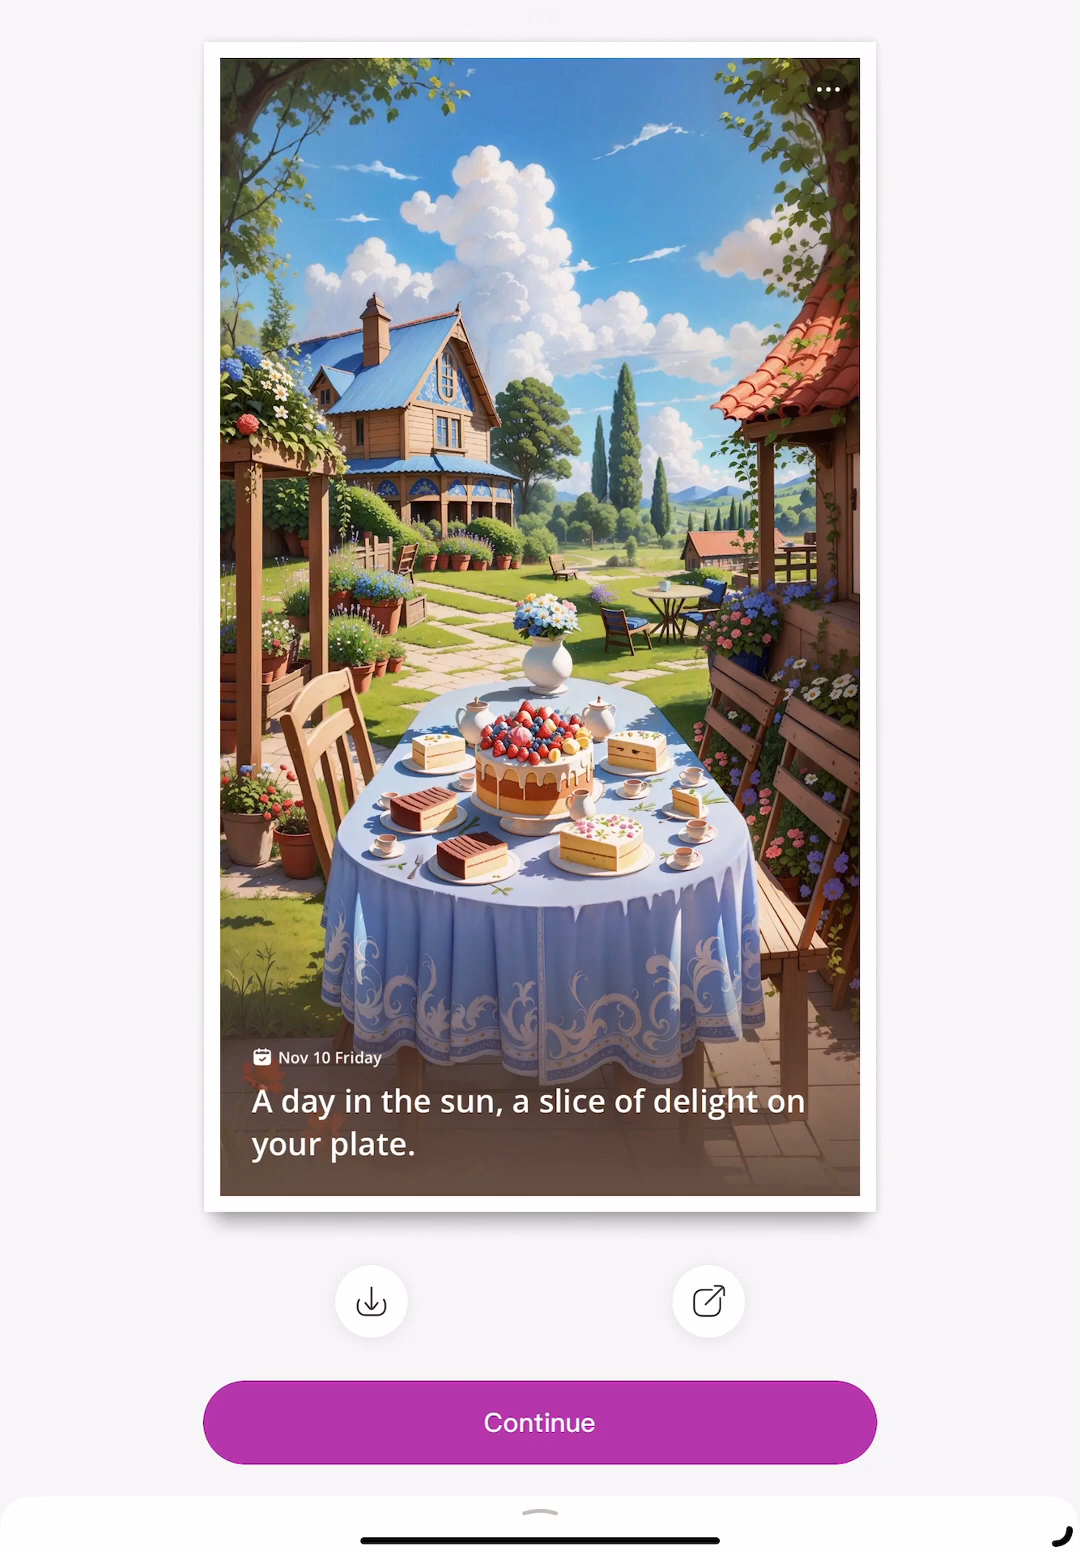 Nov 10 Friday
A day in the sun, a slice of delight on
your plate.
Continue